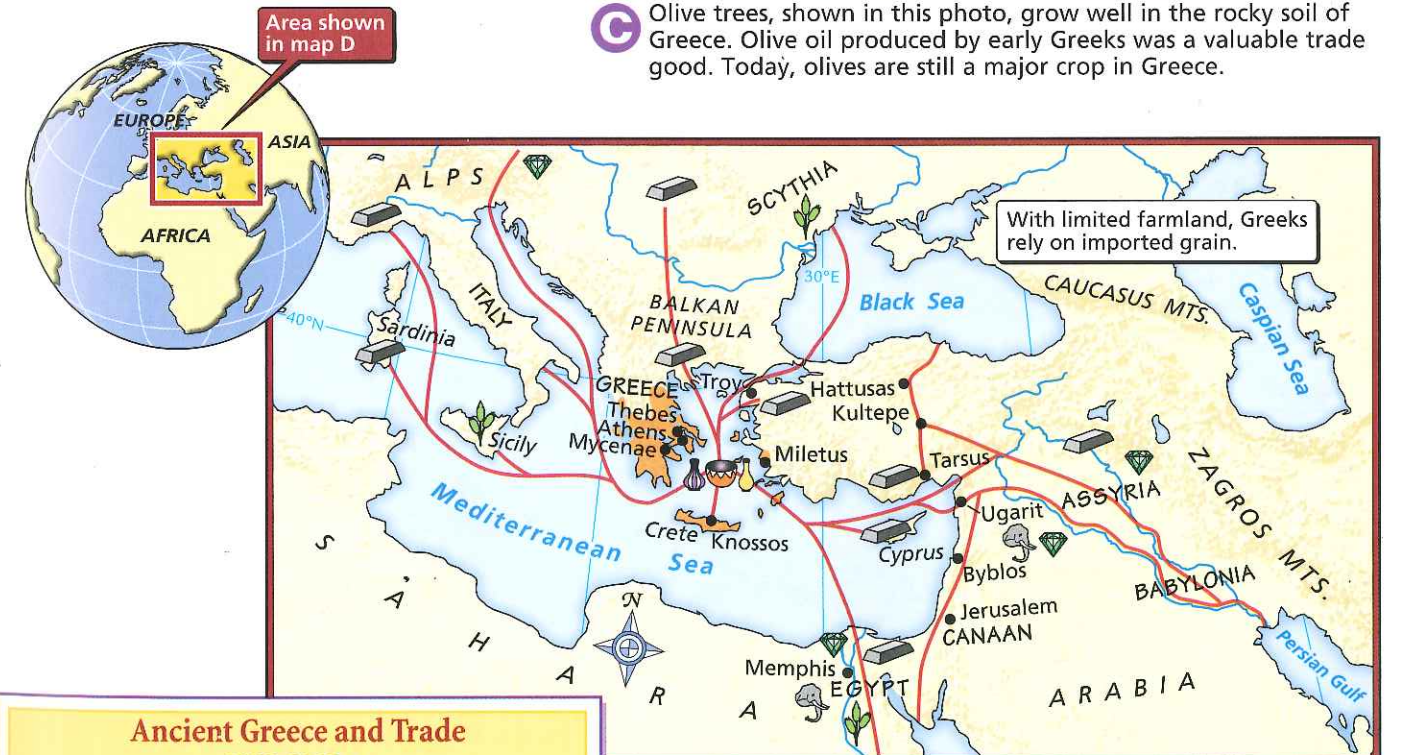 Area shown
in map D
EUROPE
ASIA
AFRICA
C
Olive trees, shown in this photo, grow well in the rocky soil of
Greece. Olive oil produced by early Greeks was a valuable trade
good. Today, olives are still a major crop in Greece.
ALPS
SCYTHIA
With limited farmland, Greeks
rely on imported grain.
30°E
40°N
ITALY
Sardinia
BALKAN
PENINSULA
Black Sea
CAUCASUS MTS.
Caspian Sea
GREECE
Troy
Hattusas
Thebes
Kultepe
Athens
Sicily
Mycenae
Miletus
Tarsus
Mediterranean
Sea
Crete
Knossos
Cyprus
Ugarit
ASSYRIA
ZAGROS MTS.
Byblos
BABYLONIA
Jerusalem
CANAAN
Persian Gulf
N
SAHARA
Memphis
EGYPT
ARABIA
Ancient Greece and Trade